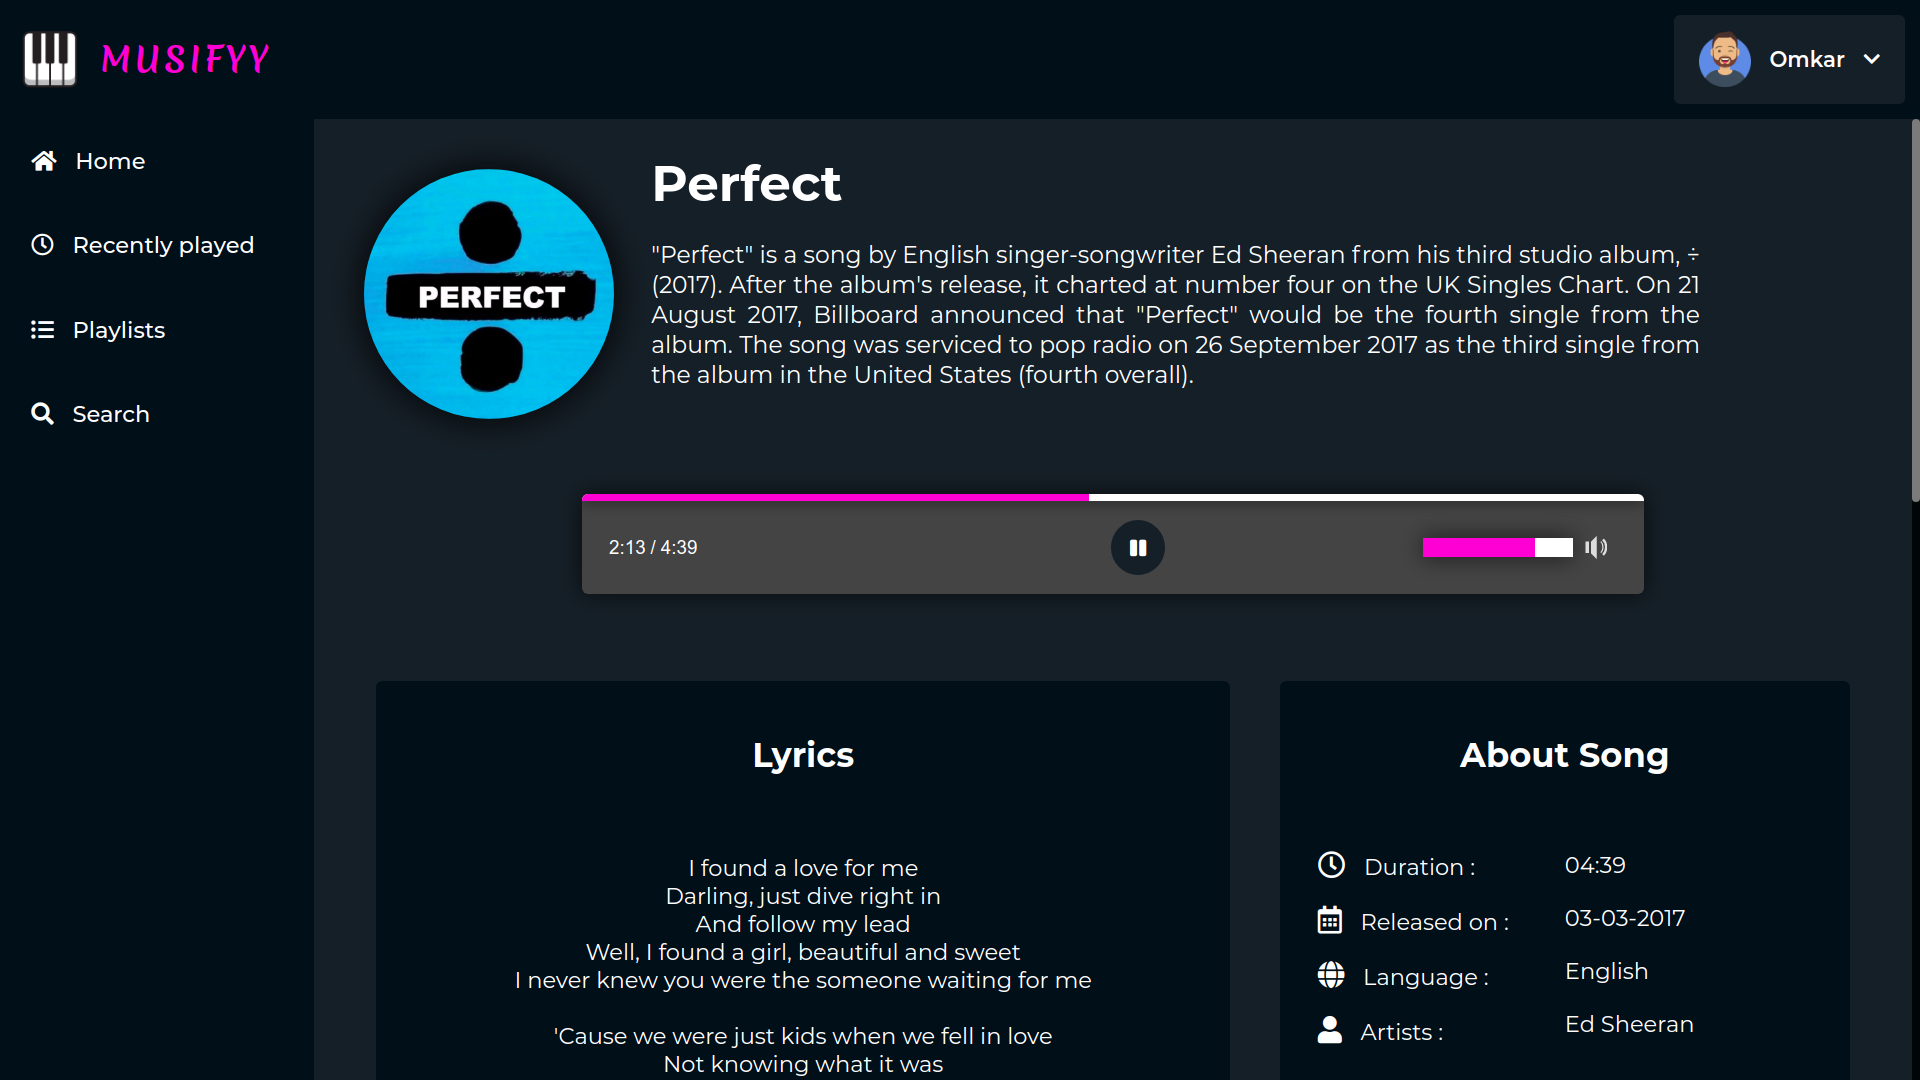 MUSIFYY
Omkar
Home
Recently played
Playlists
Search
PERFECT
Perfect
"Perfect" is a song by English singer-songwriter Ed Sheeran from his third studio album, ÷
(2017). After the album's release, it charted at number four on the UK Singles Chart. On 21
August 2017, Billboard announced that "Perfect" would be the fourth single from the
album. The song was serviced to pop radio on 26 September 2017 as the third single from
the album in the United States (fourth overall).
2:13 / 4:39
Lyrics
I found a love for me
Darling, just dive right in
And follow my lead
Well, I found a girl, beautiful and sweet
I never knew you were the someone waiting for me
'Cause we were just kids when we fell in love
Not knowing what it was
About Song
Duration : 04:39
Released on : 03-03-2017
Language : English
Artists : Ed Sheeran